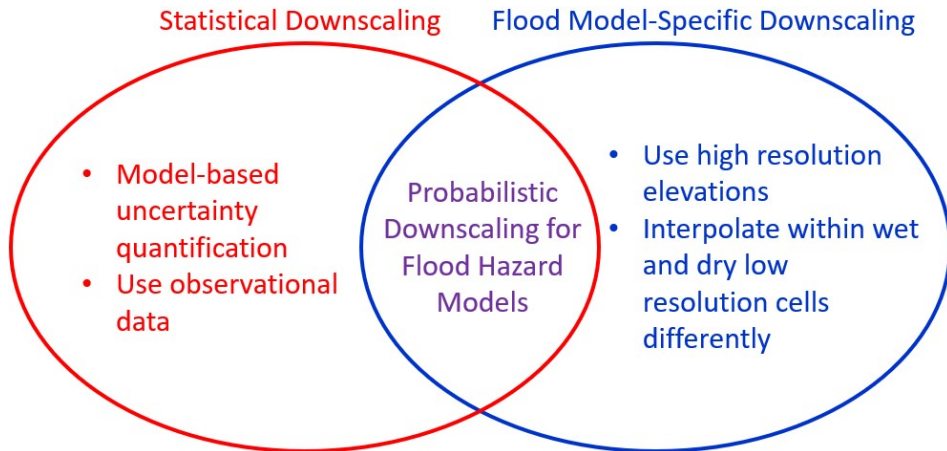 Statistical Downscaling
Flood Model-Specific Downscaling
• Model-based
uncertainty
quantification
• Use observational
data
Probabilistic
Downscaling for
Flood Hazard
Models
• Use high resolution
elevations
• Interpolate within wet
and dry low
resolution cells
differently